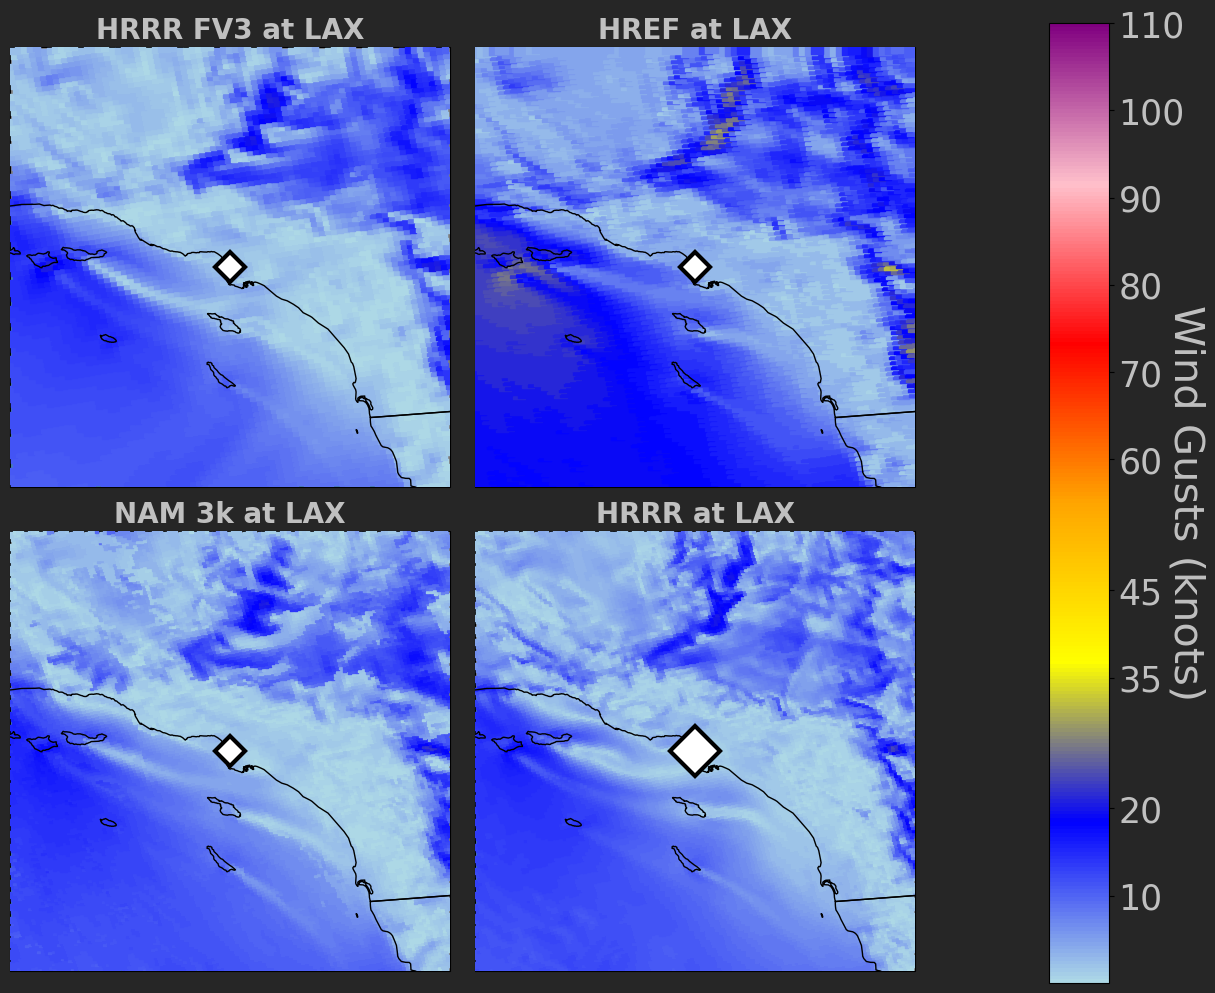 HRRR FV3 at LAX
HREF at LAX
NAM 3k at LAX
HRRR at LAX
110
100
90
80
70
60
45
35
20
10
Wind Gusts (knots)